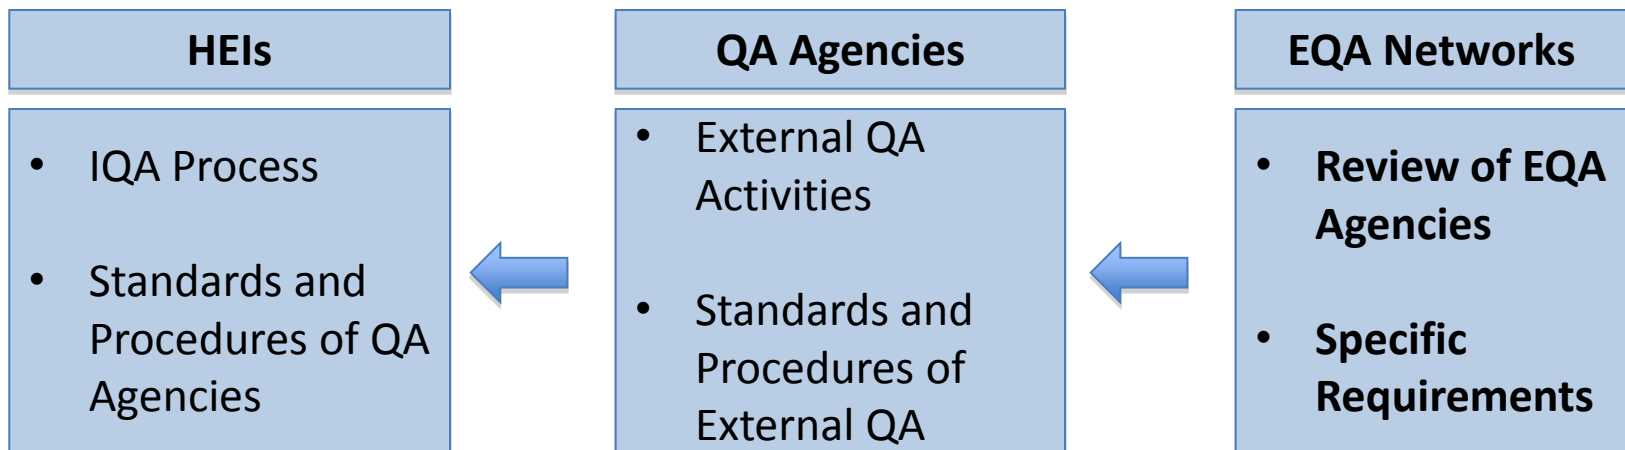 HEIs
• IQA Process
• Standards and
Procedures of QA
Agencies
QA Agencies
• External QA
Activities
• Standards and
Procedures of
External QA
EQA Networks
• Review of EQA
Agencies
• Specific
Requirements